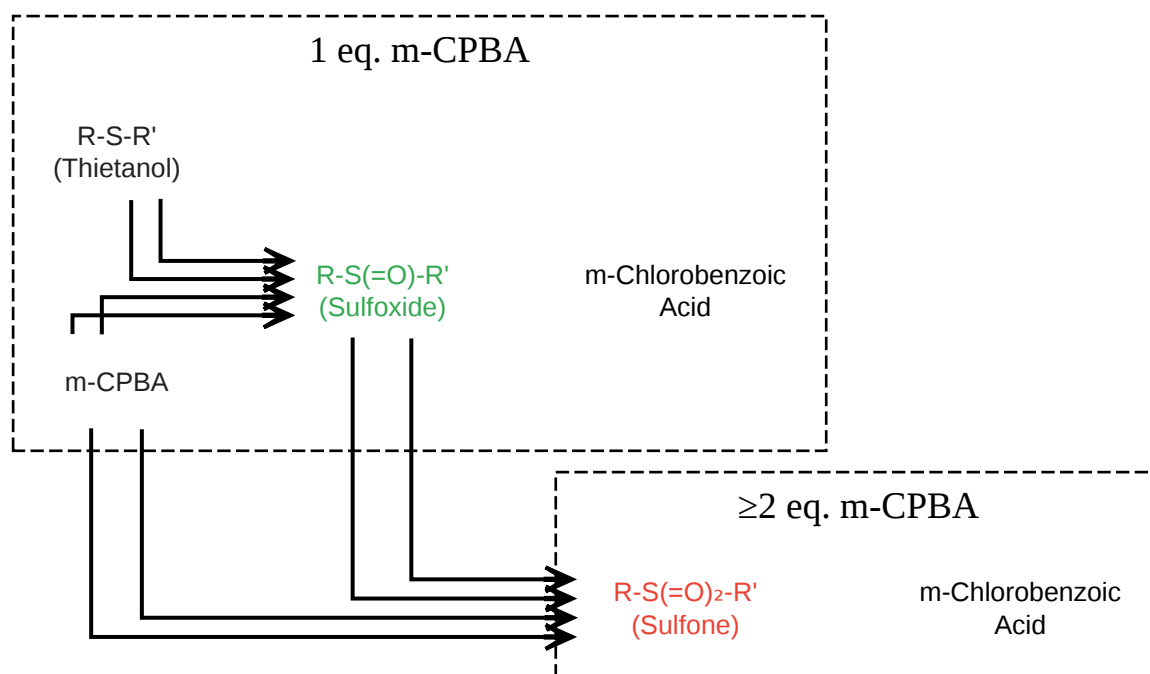 1 eq. m-CPBA
R-S-R'
(Thietanol)
R-S(=O)-R'
(Sulfoxide)
m-Chlorobenzoic
Acid
m-CPBA
≥2 eq. m-CPBA
R-S(=O)₂-R'
(Sulfone)
m-Chlorobenzoic
Acid